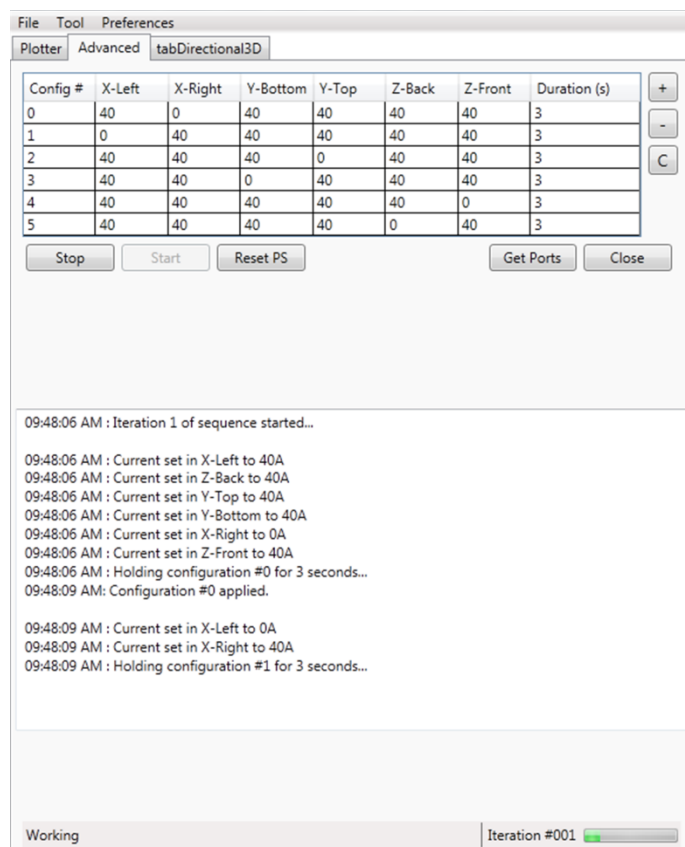 File Tool Preferences
Plotter Advanced tabDirectional3D
Config # X-Left X-Right Y-Bottom Y-Top Z-Back Z-Front Duration (s) +
0 40 0 40 40 40 40 3
1 0 40 40 40 40 40 3 -
2 40 40 40 0 40 40 3 C
3 40 40 0 40 40 40 3
4 40 40 40 40 40 0 3
5 40 40 40 40 0 40 3
Stop Start Reset PS Get Ports Close
09:48:06 AM : Iteration 1 of sequence started...
09:48:06 AM : Current set in X-Left to 40A
09:48:06 AM : Current set in Z-Back to 40A
09:48:06 AM : Current set in Y-Top to 40A
09:48:06 AM : Current set in Y-Bottom to 40A
09:48:06 AM : Current set in X-Right to 0A
09:48:06 AM : Current set in Z-Front to 40A
09:48:06 AM : Holding configuration #0 for 3 seconds...
09:48:09 AM: Configuration #0 applied.
09:48:09 AM : Current set in X-Left to 0A
09:48:09 AM : Current set in X-Right to 40A
09:48:09 AM : Holding configuration #1 for 3 seconds...
Working Iteration #001